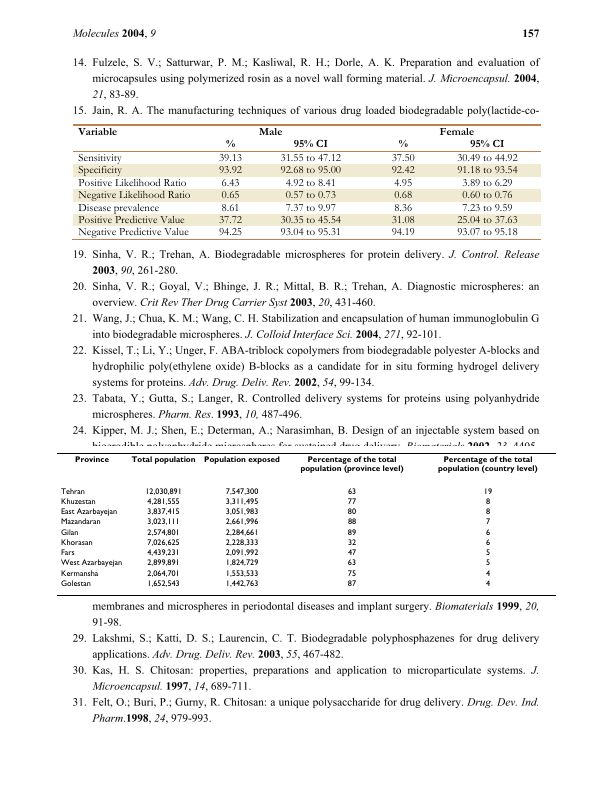 Molecules 2004, 9 157
14. Fulzele, S. V.; Satturwar, P. M.; Kasliwal, R. H.; Dorle, A. K. Preparation and evaluation of
microcapsules using polymerized rosin as a novel wall forming material. J. Microencapsul. 2004,
21, 83-89.
15. Jain, R. A. The manufacturing techniques of various drug loaded biodegradable poly(lactide-co-
Variable Male Female
% 95% CI % 95% CI
Sensitivity 39.13 31.55 to 47.12 37.50 30.49 to 44.92
Specificity 93.92 92.68 to 95.00 92.42 91.18 to 93.54
Positive Likelihood Ratio 6.43 4.92 to 8.41 4.95 3.89 to 6.29
Negative Likelihood Ratio 0.65 0.57 to 0.73 0.68 0.60 to 0.76
Disease prevalence 8.61 7.37 to 9.97 8.36 7.23 to 9.59
Positive Predictive Value 37.72 30.35 to 45.54 31.08 25.04 to 37.63
Negative Predictive Value 94.25 93.04 to 95.31 94.19 93.07 to 95.18
19. Sinha, V. R.; Trehan, A. Biodegradable microspheres for protein delivery. J. Control. Release
2003, 90, 261-280.
20. Sinha, V. R.; Goyal, V.; Bhinge, J. R.; Mittal, B. R.; Trehan, A. Diagnostic microspheres: an
overview. Crit Rev Ther Drug Carrier Syst 2003, 20, 431-460.
21. Wang, J.; Chua, K. M.; Wang, C. H. Stabilization and encapsulation of human immunoglobulin G
into biodegradable microspheres. J. Colloid Interface Sci. 2004, 271, 92-101.
22. Kissel, T.; Li, Y.; Unger, F. ABA-triblock copolymers from biodegradable polyester A-blocks and
hydrophilic poly(ethylene oxide) B-blocks as a candidate for in situ forming hydrogel delivery
systems for proteins. Adv. Drug. Deliv. Rev. 2002, 54, 99-134.
23. Tabata, Y.; Gutta, S.; Langer, R. Controlled delivery systems for proteins using polyanhydride
microspheres. Pharm. Res. 1993, 10, 487-496.
24. Kipper, M. J.; Shen, E.; Determan, A.; Narasimhan, B. Design of an injectable system based on
Province Total population Population exposed Percentage of the total Percentage of the total
population (province level) population (country level)
Tehran 12,030,891 7,547,300 63 19
Khuzestan 4,281,555 3,311,495 77 8
East Azarbayejan 3,837,415 3,051,983 80 8
Mazandaran 3,023,111 2,661,996 88 7
Gilan 2,574,801 2,284,661 89 6
Khorasan 7,026,625 2,228,333 32 6
Fars 4,439,231 2,091,992 47 5
West Azarbayejan 2,899,891 1,824,729 63 5
Kermansha 2,064,701 1,553,533 75 4
Golestan 1,652,543 1,442,763 87 4
membranes and microspheres in periodontal diseases and implant surgery. Biomaterials 1999, 20,
91-98.
29. Lakshmi, S.; Katti, D. S.; Laurencin, C. T. Biodegradable polyphosphazenes for drug delivery
applications. Adv. Drug. Deliv. Rev. 2003, 55, 467-482.
30. Kas, H. S. Chitosan: properties, preparations and application to microparticulate systems. J.
Microencapsul. 1997, 14, 689-711.
31. Felt, O.; Buri, P.; Gurny, R. Chitosan: a unique polysaccharide for drug delivery. Drug. Dev. Ind.
Pharm.1998, 24, 979-993.